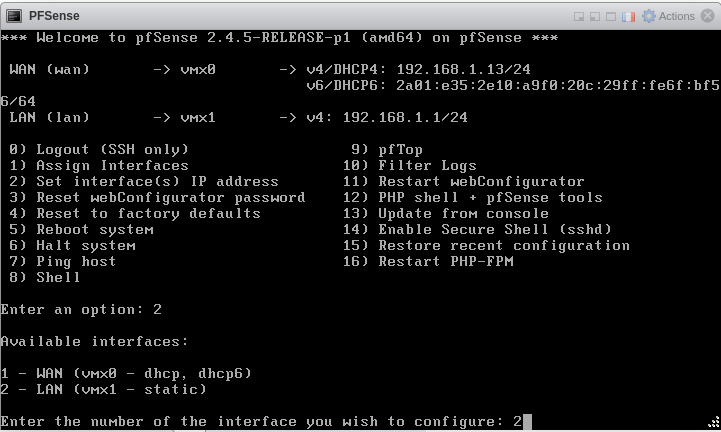 PFSense
Actions
*** Welcome to pfSense 2.4.5-RELEASE-p1 (amd64) on pfSense ***
WAN (wan) -> vmx0 -> v4/DHCP4: 192.168.1.13/24
v6/DHCP6: 2a01:e35:2e10:a9f0:20c:29ff:fe6f:bf5
6/64
LAN (lan) -> vmx1 -> v4: 192.168.1.1/24
0) Logout (SSH only) 9) pfTop
1) Assign Interfaces 10) Filter Logs
2) Set interface(s) IP address 11) Restart webConfigurator
3) Reset webConfigurator password 12) PHP shell + pfSense tools
4) Reset to factory defaults 13) Update from console
5) Reboot system 14) Enable Secure Shell (sshd)
6) Halt system 15) Restore recent configuration
7) Ping host 16) Restart PHP-FPM
8) Shell
Enter an option: 2
Available interfaces:
1 - WAN (vmx0 - dhcp, dhcp6)
2 - LAN (vmx1 - static)
Enter the number of the interface you wish to configure: 2